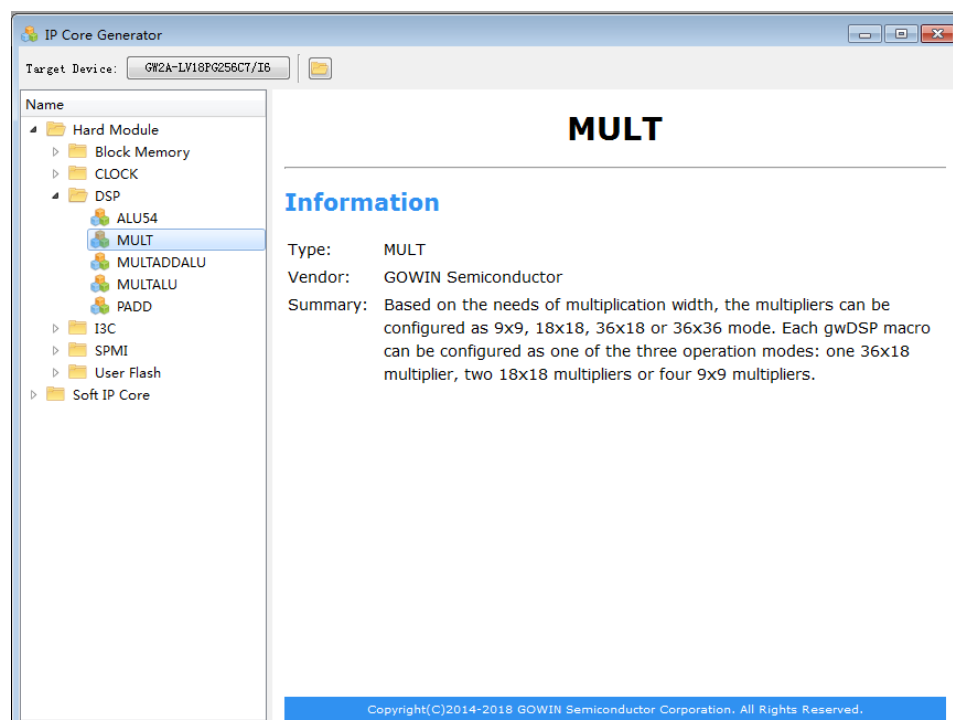 IP Core Generator
Target Device: GW2A-LV18PG256C7/I6
Name
Hard Module
Block Memory
CLOCK
DSP
ALU54
MULT
MULTADDALU
MULTALU
PADD
I3C
SPMI
User Flash
Soft IP Core
MULT
Information
Type: MULT
Vendor: GOWIN Semiconductor
Summary: Based on the needs of multiplication width, the multipliers can be
configured as 9x9, 18x18, 36x18 or 36x36 mode. Each gwDSP macro
can be configured as one of the three operation modes: one 36x18
multiplier, two 18x18 multipliers or four 9x9 multipliers.
Copyright(C)2014-2018 GOWIN Semiconductor Corporation. All Rights Reserved.